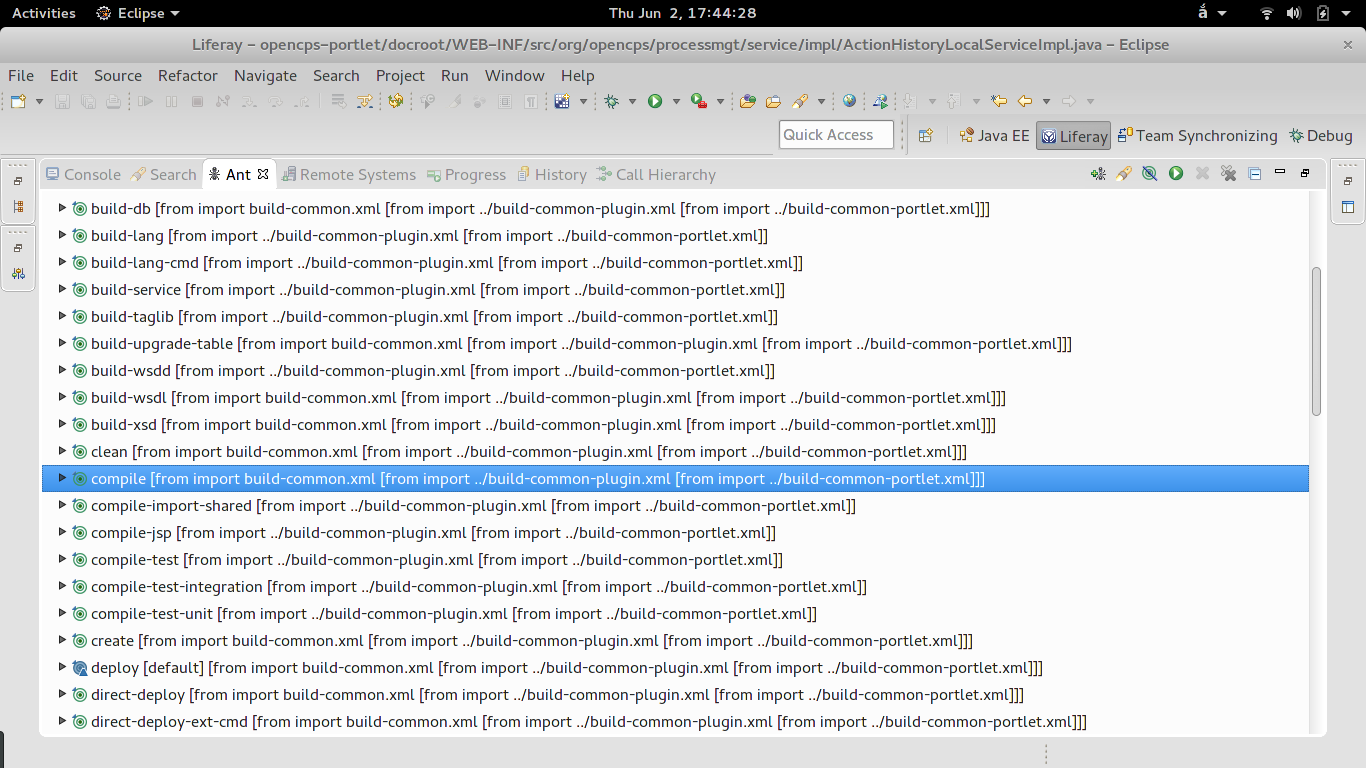 Activities Eclipse Thu Jun 2, 17:44:28 ắ
Liferay – opencps-portlet/docroot/WEB-INF/src/org/opencps/processmgt/service/impl/ActionHistoryLocalServiceImpl.java – Eclipse
File Edit Source Refactor Navigate Search Project Run Window Help
Quick Access Java EE Liferay Team Synchronizing Debug
Console Search Ant Remote Systems Progress History Call Hierarchy
build-db [from import build-common.xml [from import ../build-common-plugin.xml [from import ../build-common-portlet.xml]]]
build-lang [from import ../build-common-plugin.xml [from import ../build-common-portlet.xml]]
build-lang-cmd [from import ../build-common-plugin.xml [from import ../build-common-portlet.xml]]
build-service [from import ../build-common-plugin.xml [from import ../build-common-portlet.xml]]
build-taglib [from import ../build-common-plugin.xml [from import ../build-common-portlet.xml]]
build-upgrade-table [from import build-common.xml [from import ../build-common-plugin.xml [from import ../build-common-portlet.xml]]]
build-wsdd [from import ../build-common-plugin.xml [from import ../build-common-portlet.xml]]
build-wsdl [from import build-common.xml [from import ../build-common-plugin.xml [from import ../build-common-portlet.xml]]]
build-xsd [from import build-common.xml [from import ../build-common-plugin.xml [from import ../build-common-portlet.xml]]]
clean [from import build-common.xml [from import ../build-common-plugin.xml [from import ../build-common-portlet.xml]]]
compile [from import build-common.xml [from import ../build-common-plugin.xml [from import ../build-common-portlet.xml]]]
compile-import-shared [from import ../build-common-plugin.xml [from import ../build-common-portlet.xml]]
compile-jsp [from import ../build-common-plugin.xml [from import ../build-common-portlet.xml]]
compile-test [from import ../build-common-plugin.xml [from import ../build-common-portlet.xml]]
compile-test-integration [from import ../build-common-plugin.xml [from import ../build-common-portlet.xml]]
compile-test-unit [from import ../build-common-plugin.xml [from import ../build-common-portlet.xml]]
create [from import build-common.xml [from import ../build-common-plugin.xml [from import ../build-common-portlet.xml]]]
deploy [default] [from import build-common.xml [from import ../build-common-plugin.xml [from import ../build-common-portlet.xml]]]
direct-deploy [from import build-common.xml [from import ../build-common-plugin.xml [from import ../build-common-portlet.xml]]]
direct-deploy-ext-cmd [from import build-common.xml [from import ../build-common-plugin.xml [from import ../build-common-portlet.xml]]]